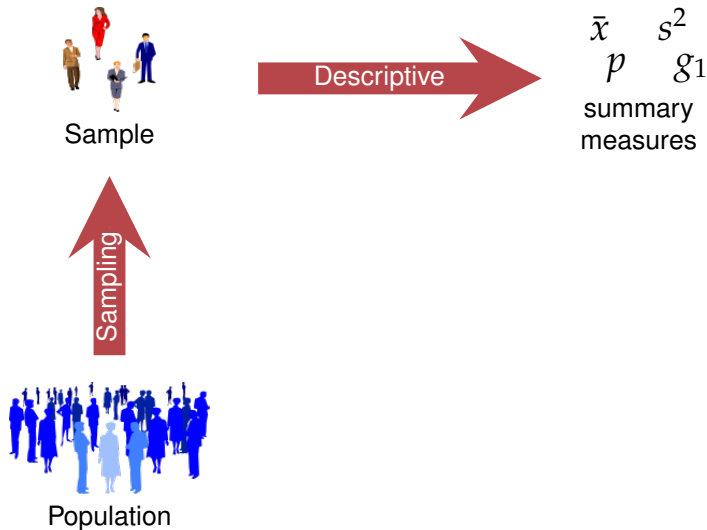 x̄ s²
Descriptive
p g₁
summary
measures
Sample
Sampling
Population